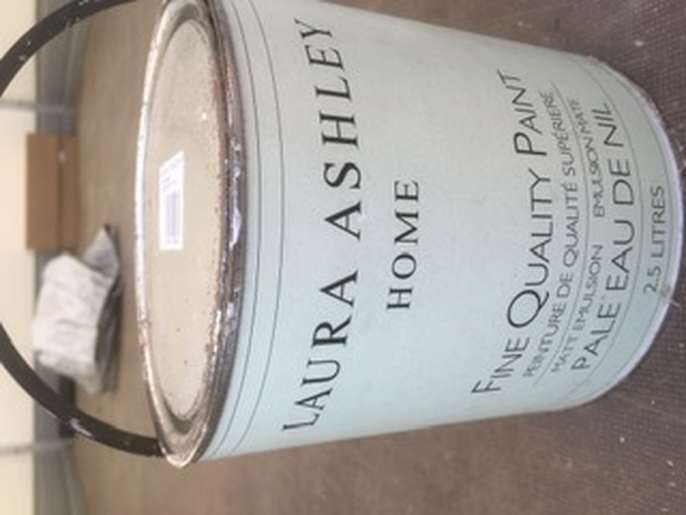 LAURA ASHLEY
HOME
FINE QUALITY PAINT
PEINTURE DE QUALITÉ SUPÉRIERE
MATT EMULSION EMULSION MATE
PALE EAU DE NIL
2.5 LITRES